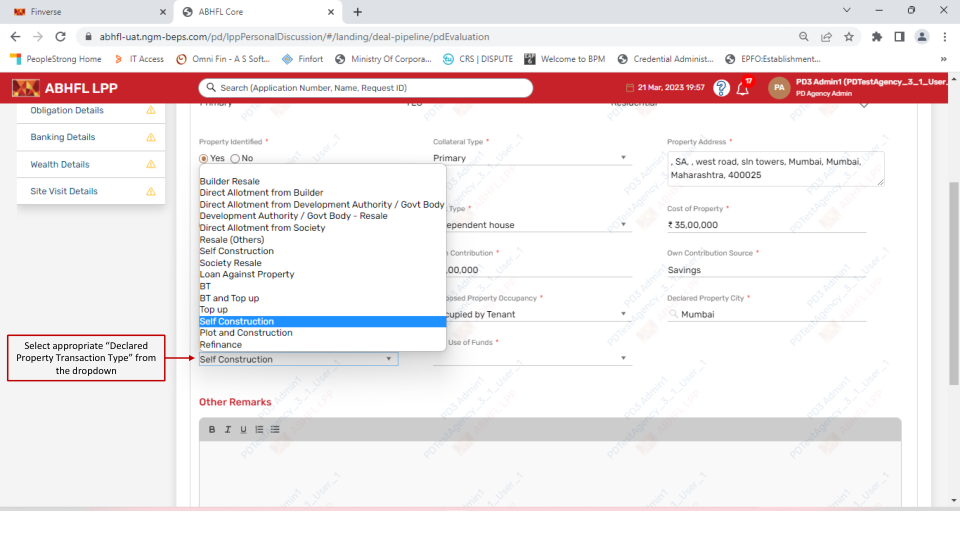 Finverse
ABHFL Core
abhfl-uat.ngm-beps.com/pd/lppPersonalDiscussion/#/landing/deal-pipeline/pdEvaluation
PeopleStrong Home
IT Access
Omni Fin - A S Soft...
Finfort
Ministry Of Corpora...
CRS | DISPUTE
Welcome to BPM
Credential Administ...
EPFO:Establishment...
ABHFL LPP
Search (Application Number, Name, Request ID)
21 Mar, 2023 19:57
17
PA
PD3 Admin1 (PDTestAgency_3_1_User_
PD Agency Admin
Obligation Details
Banking Details
Wealth Details
Site Visit Details
Primary
YES
Residential
Property Identified *
Yes
No
Collateral Type *
Primary
Property Address *
, SA, , west road, sln towers, Mumbai, Mumbai,
Maharashtra, 400025
Builder Resale
Direct Allotment from Builder
Direct Allotment from Development Authority / Govt Body
Development Authority / Govt Body - Resale
Direct Allotment from Society
Resale (Others)
Self Construction
Society Resale
Loan Against Property
BT
BT and Top up
Top up
Self Construction
Plot and Construction
Refinance
Self Construction
Type *
ependent house
Cost of Property *
₹ 35,00,000
Contribution *
,00,000
Own Contribution Source *
Savings
osed Property Occupancy *
cupied by Tenant
Declared Property City *
Mumbai
Use of Funds *
Select appropriate “Declared
Property Transaction Type” from
the dropdown
Other Remarks
B I U